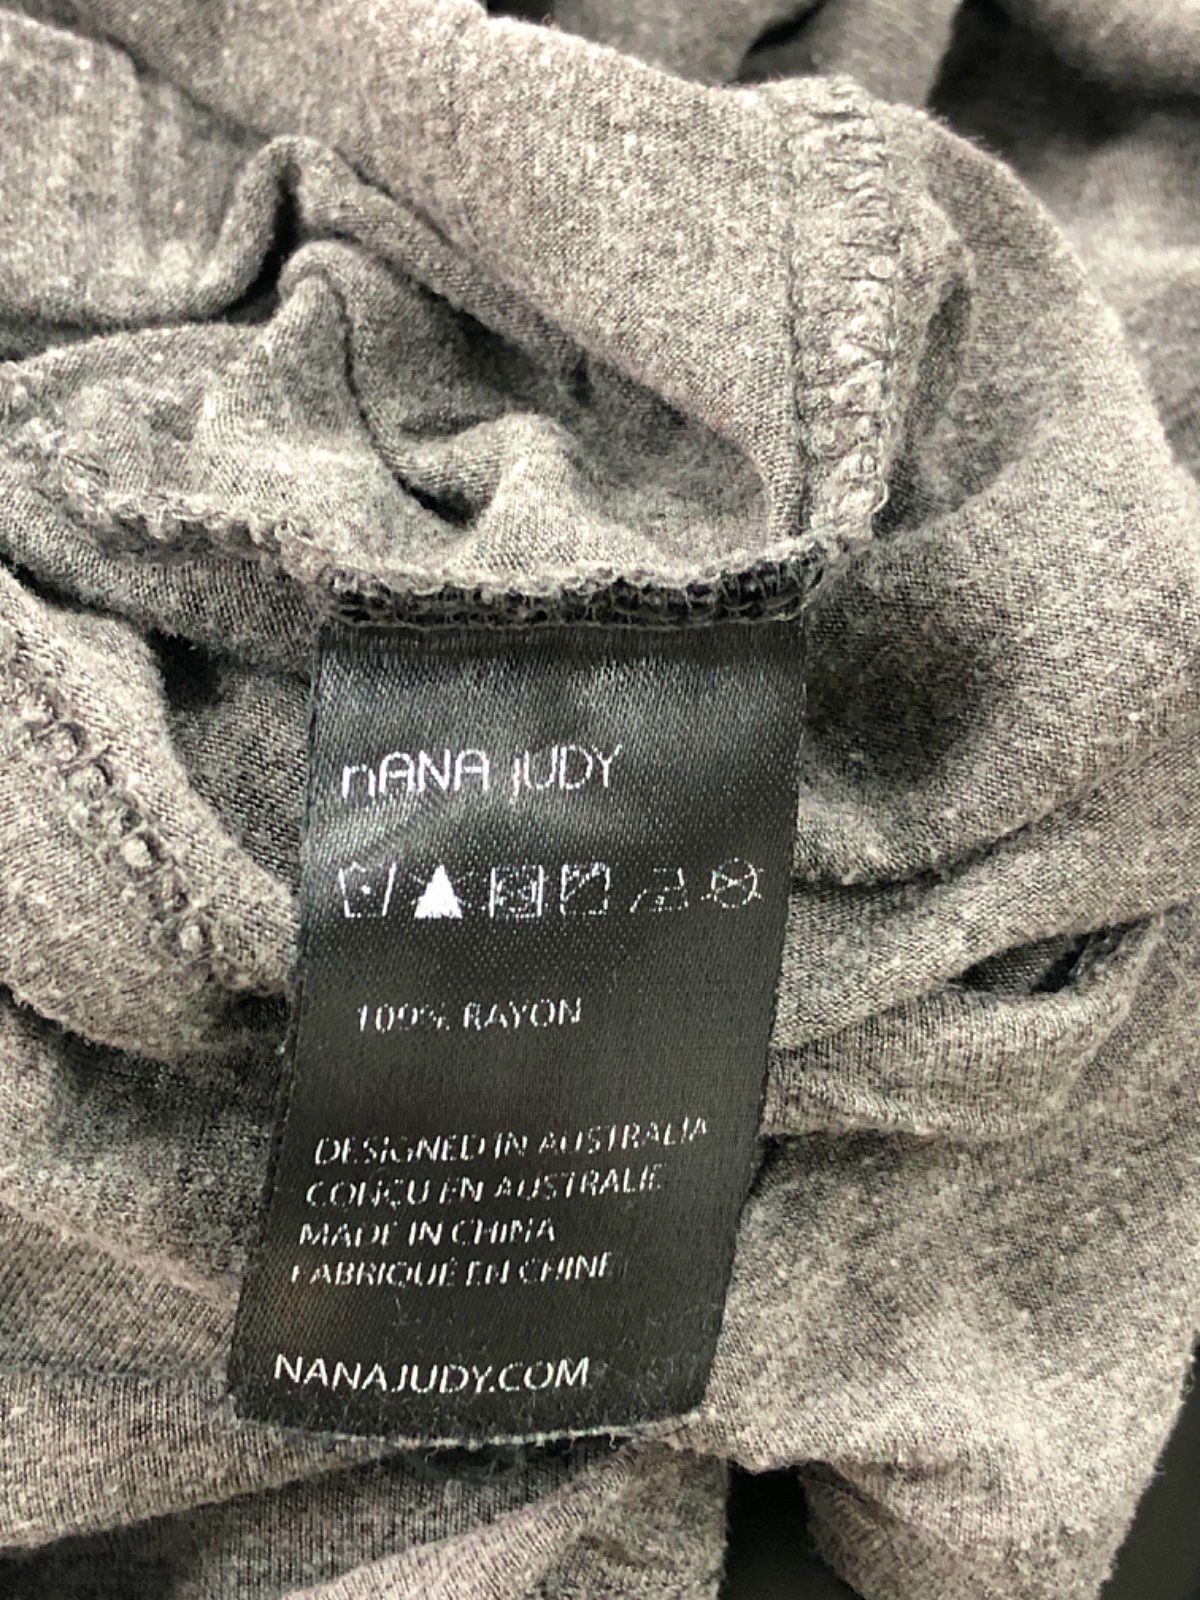 nANA jUDY
100% RAYON
DESIGNED IN AUSTRALIA
CONÇU EN AUSTRALIE
MADE IN CHINA
FABRIQUÉ EN CHINE
NANAJUDY.COM